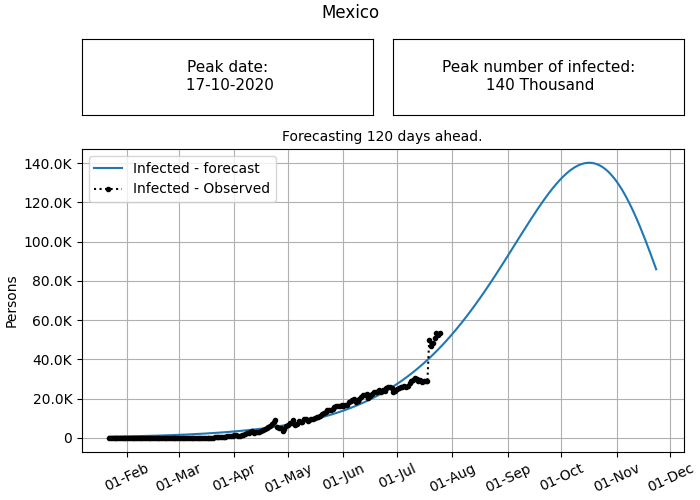 Mexico
Peak date:
17-10-2020
Peak number of infected:
140 Thousand
Forecasting 120 days ahead.
Infected - forecast
Infected - Observed
Persons
140.0K
120.0K
100.0K
80.0K
60.0K
40.0K
20.0K
0
01-Feb
01-Mar
01-Apr
01-May
01-Jun
01-Jul
01-Aug
01-Sep
01-Oct
01-Nov
01-Dec